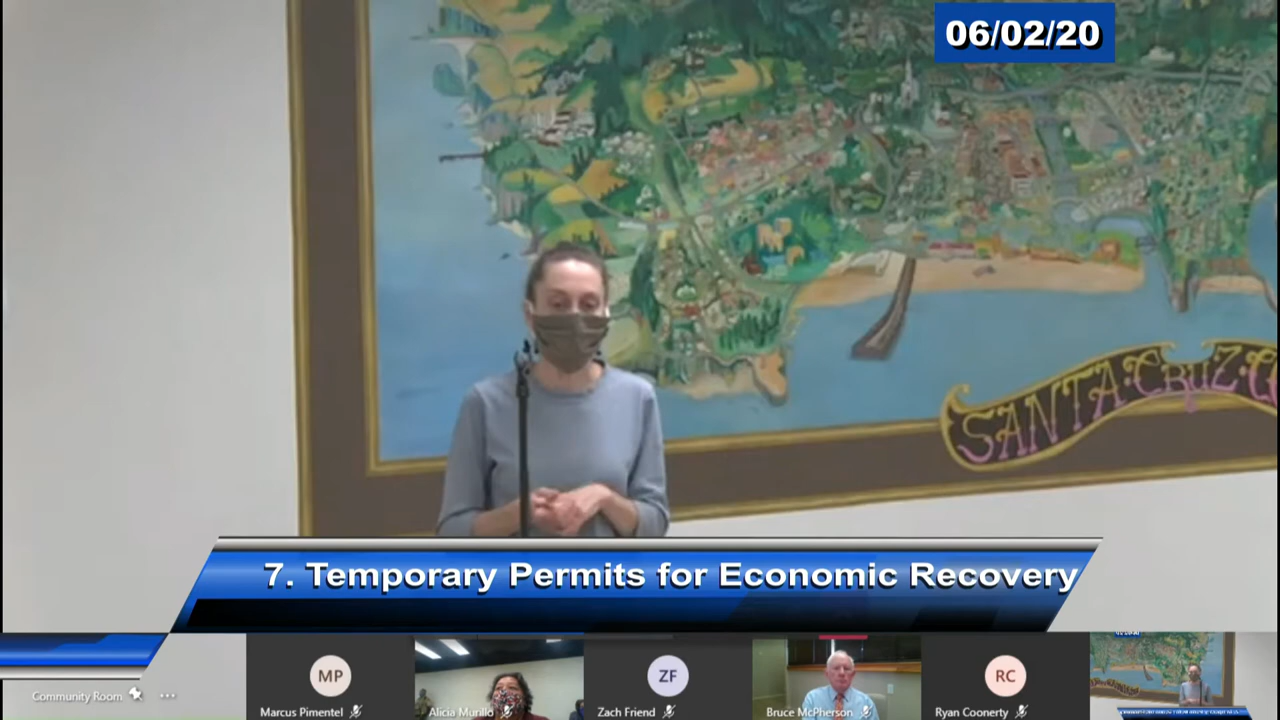 06/02/20
SANTA·CRUZ·C
7. Temporary Permits for Economic Recovery
Community Room
MP
Marcus Pimentel
Alicia Murillo
ZF
Zach Friend
Bruce McPherson
RC
Ryan Coonerty